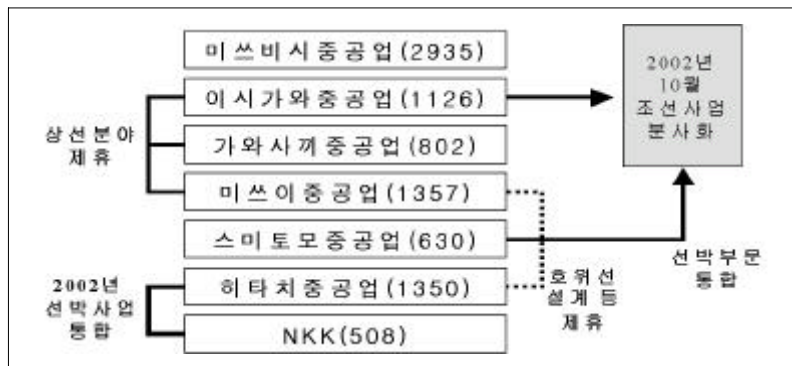 미쓰비시중공업(2935)
이시가와중공업(1126)
가와사끼중공업(802)
미쓰이중공업(1357)
스미토모중공업(630)
히타치중공업(1350)
NKK(508)
상선분야
제휴
2002년
선박사업
통합
2002년
10월
조선사업
분사화
선박부문
통합
호위선
설계등
제휴